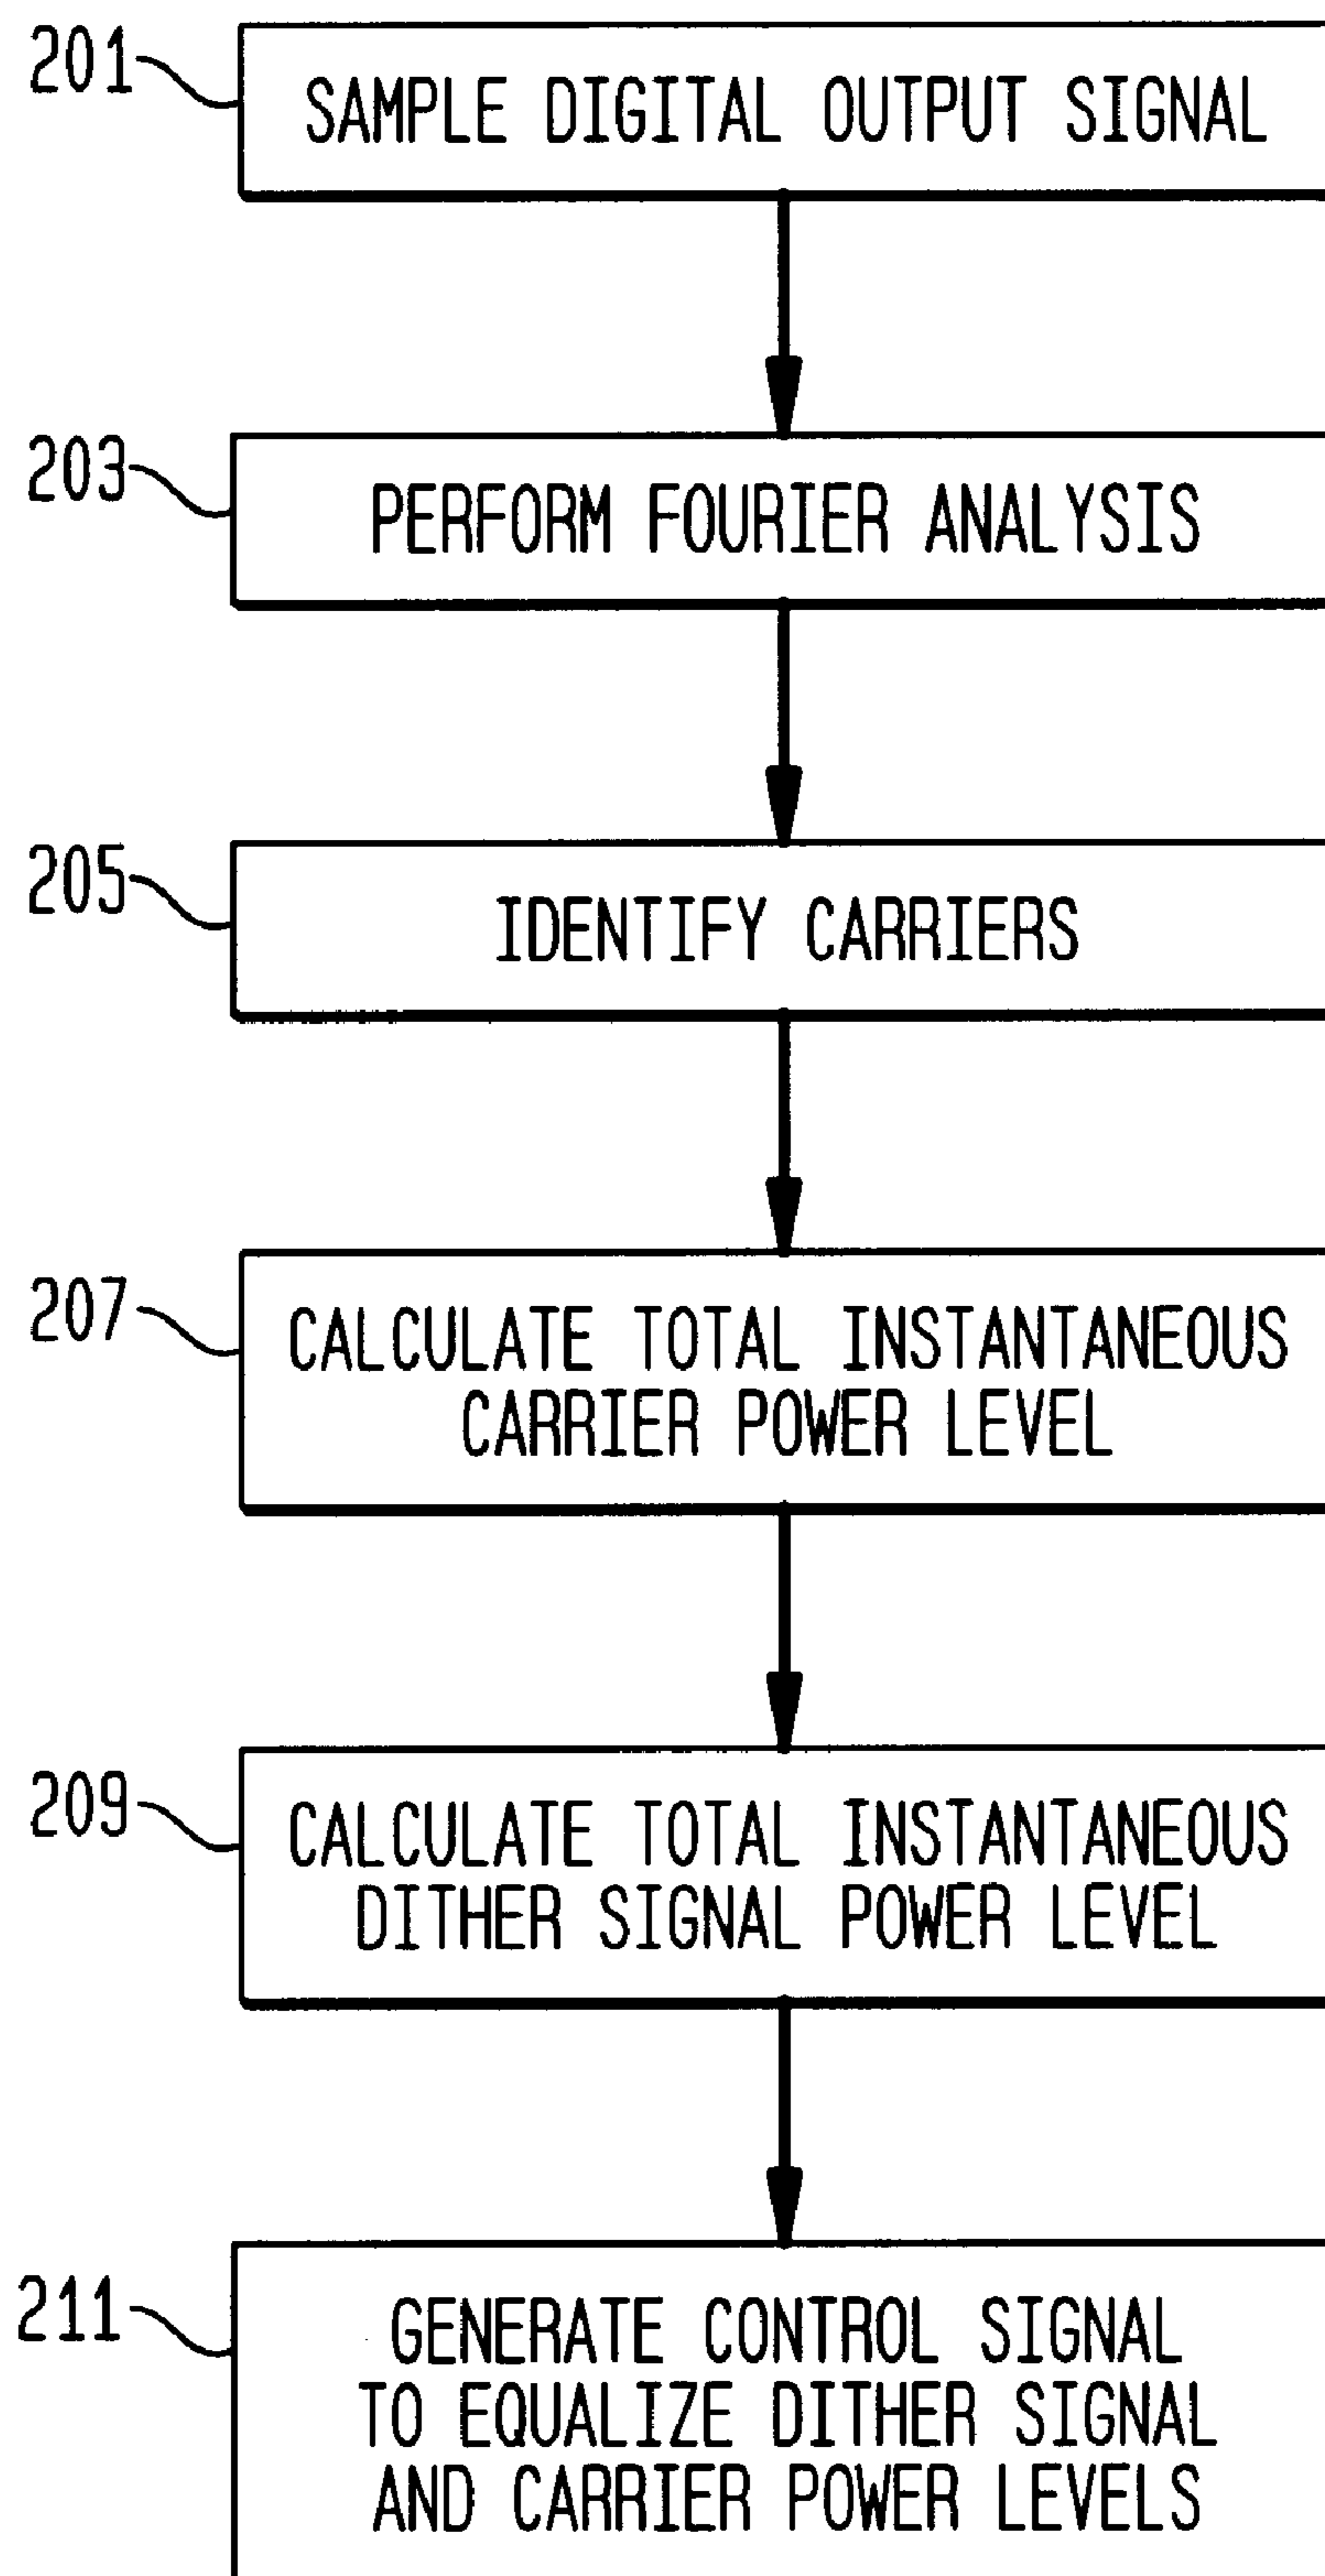 201
SAMPLE DIGITAL OUTPUT SIGNAL
203
PERFORM FOURIER ANALYSIS
205
IDENTIFY CARRIERS
207
CALCULATE TOTAL INSTANTANEOUS
CARRIER POWER LEVEL
209
CALCULATE TOTAL INSTANTANEOUS
DITHER SIGNAL POWER LEVEL
211
GENERATE CONTROL SIGNAL
TO EQUALIZE DITHER SIGNAL
AND CARRIER POWER LEVELS